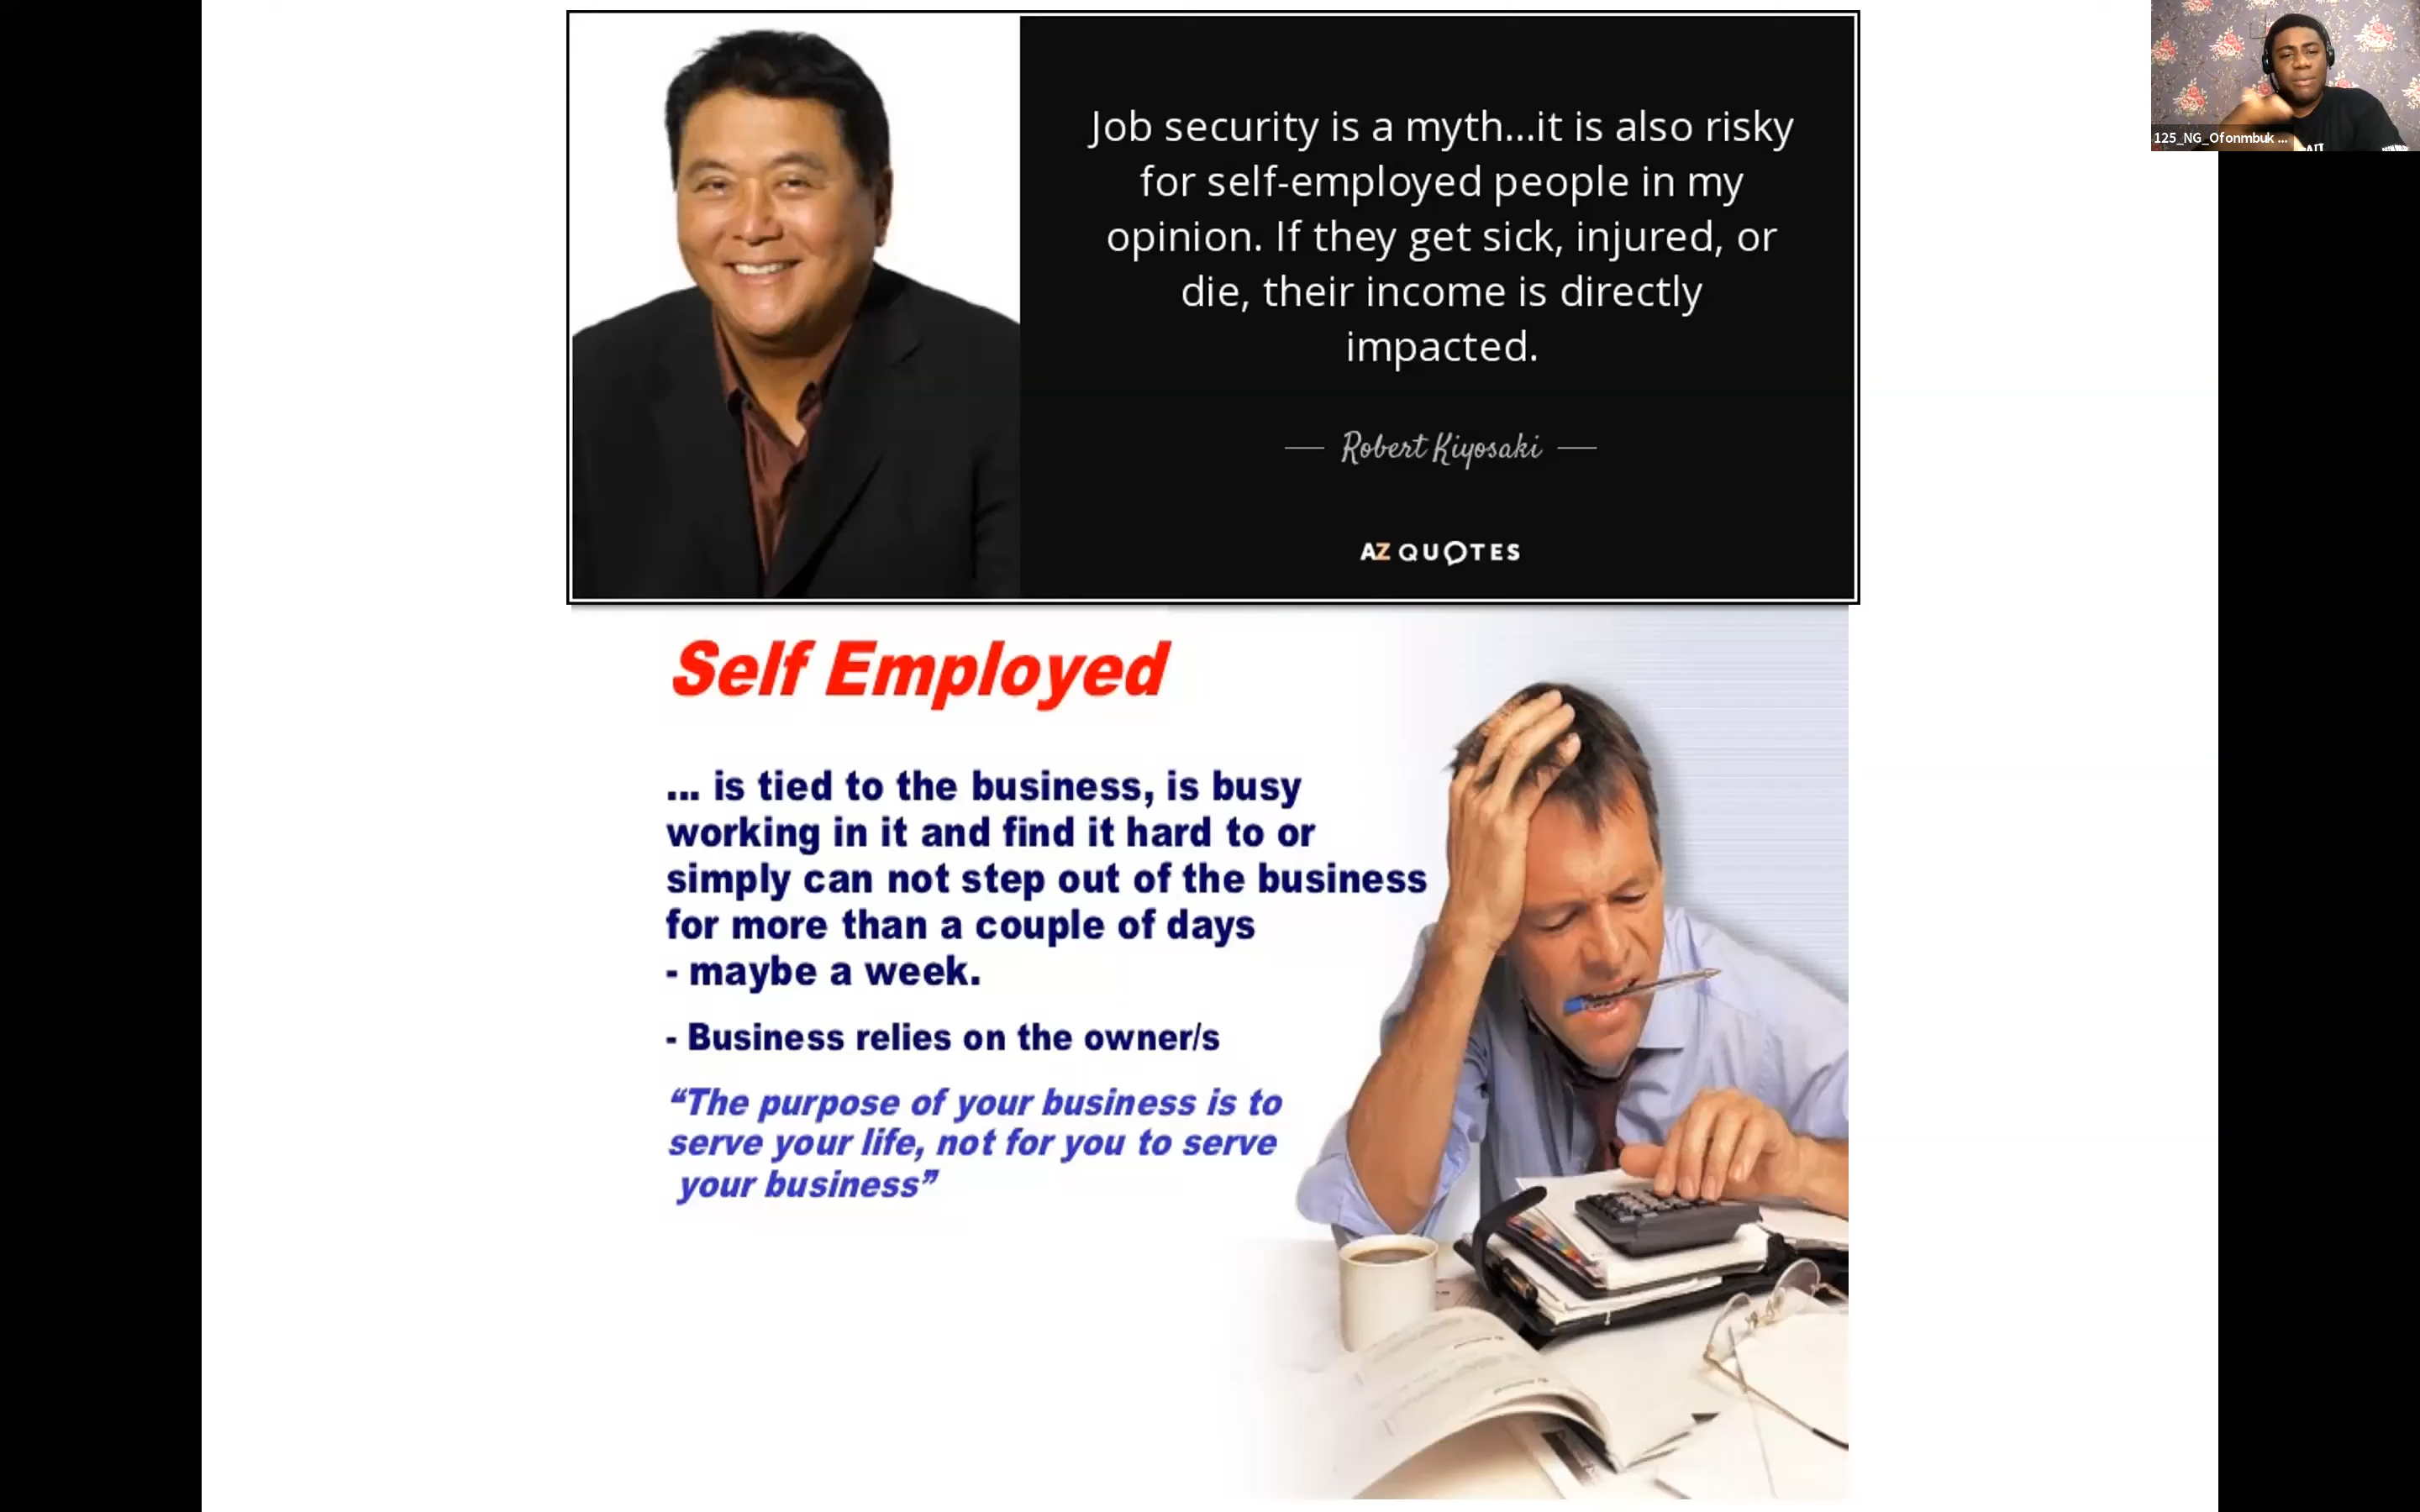 Job security is a myth...it is also risky
for self-employed people in my
opinion. If they get sick, injured, or
die, their income is directly
impacted.
Robert Kiyosaki
AZ QUOTES
125_NG_Ofonmbuk ...
Self Employed
... is tied to the business, is busy
working in it and find it hard to or
simply can not step out of the business
for more than a couple of days
- maybe a week.
- Business relies on the owner/s
“The purpose of your business is to
serve your life, not for you to serve
your business”